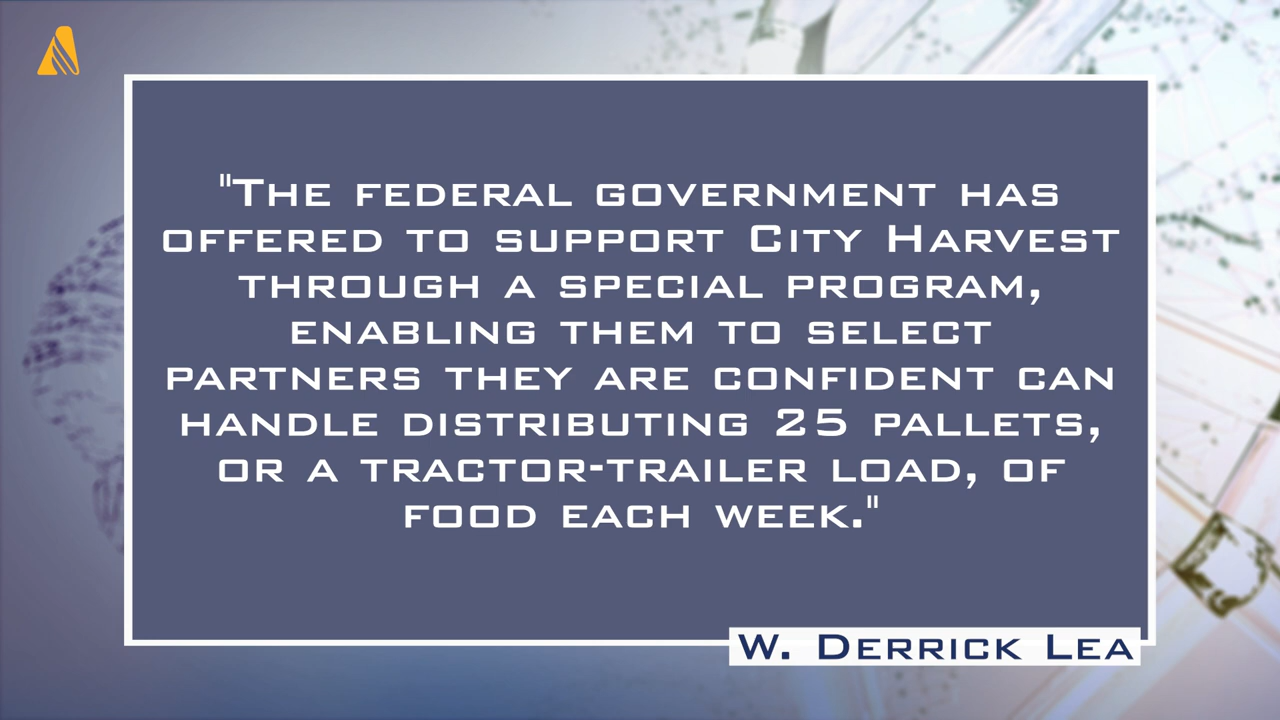 "The federal government has
offered to support City Harvest
through a special program,
enabling them to select
partners they are confident can
handle distributing 25 pallets,
or a tractor-trailer load, of
food each week."
W. Derrick Lea